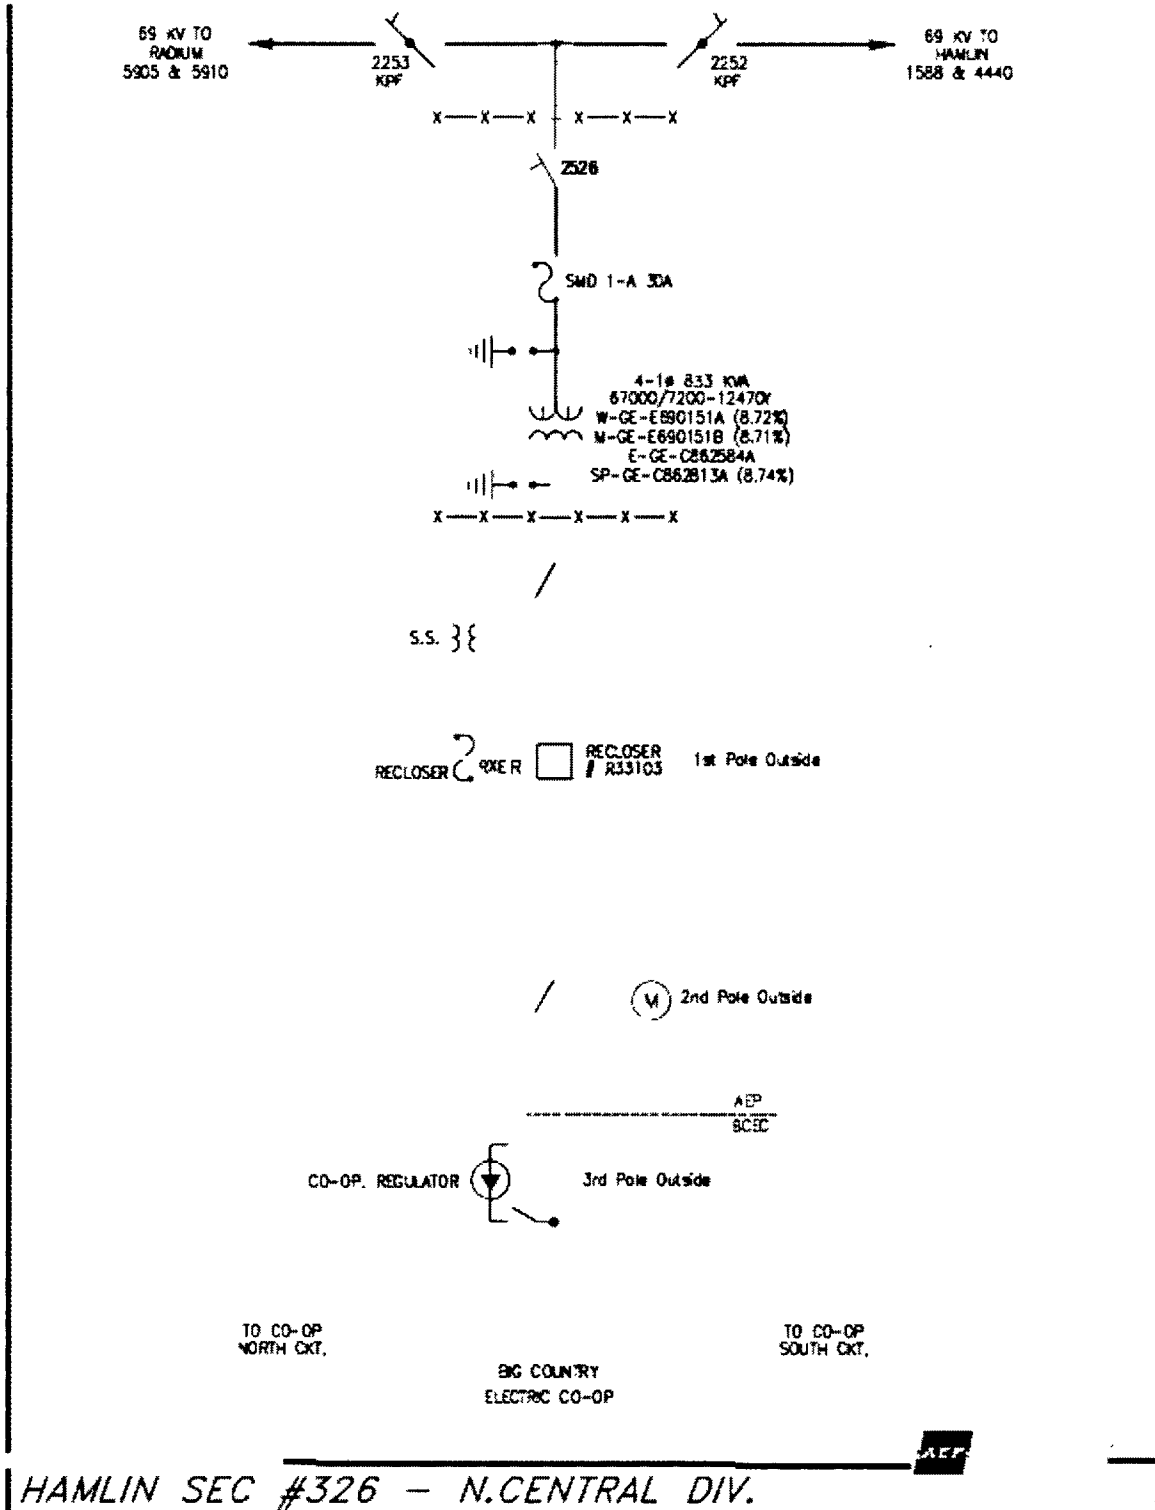 69 KV TO
RADIUM
5905 & 5910
2253
KPF
2252
KPF
69 KV TO
HAMLIN
1588 & 4440
X—X—X X—X—X
2526
SMD 1-A 30A
4-1ø 833 KVA
67000/7200-12470Y
W-GE-E690151A (8.72%)
M-GE-E690151B (8.71%)
E-GE-C862584A
SP-GE-C862813A (8.74%)
X—X—X—X—X—X
S.S.
RECLOSER
RXE R
RECLOSER
# R33103
1st Pole Outside
M
2nd Pole Outside
AEP
BCEC
CO-OP. REGULATOR
3rd Pole Outside
TO CO-OP
NORTH CKT.
TO CO-OP
SOUTH CKT.
BIG COUNTRY
ELECTRIC CO-OP
AEP
HAMLIN SEC #326 - N.CENTRAL DIV.